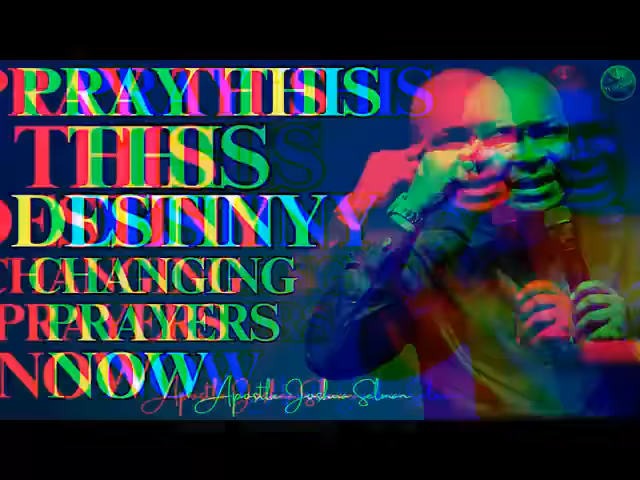 PRAY THIS
THIS
DESTINY
CHANGING
PRAYERS
NOW
Apostle Joshua Selman